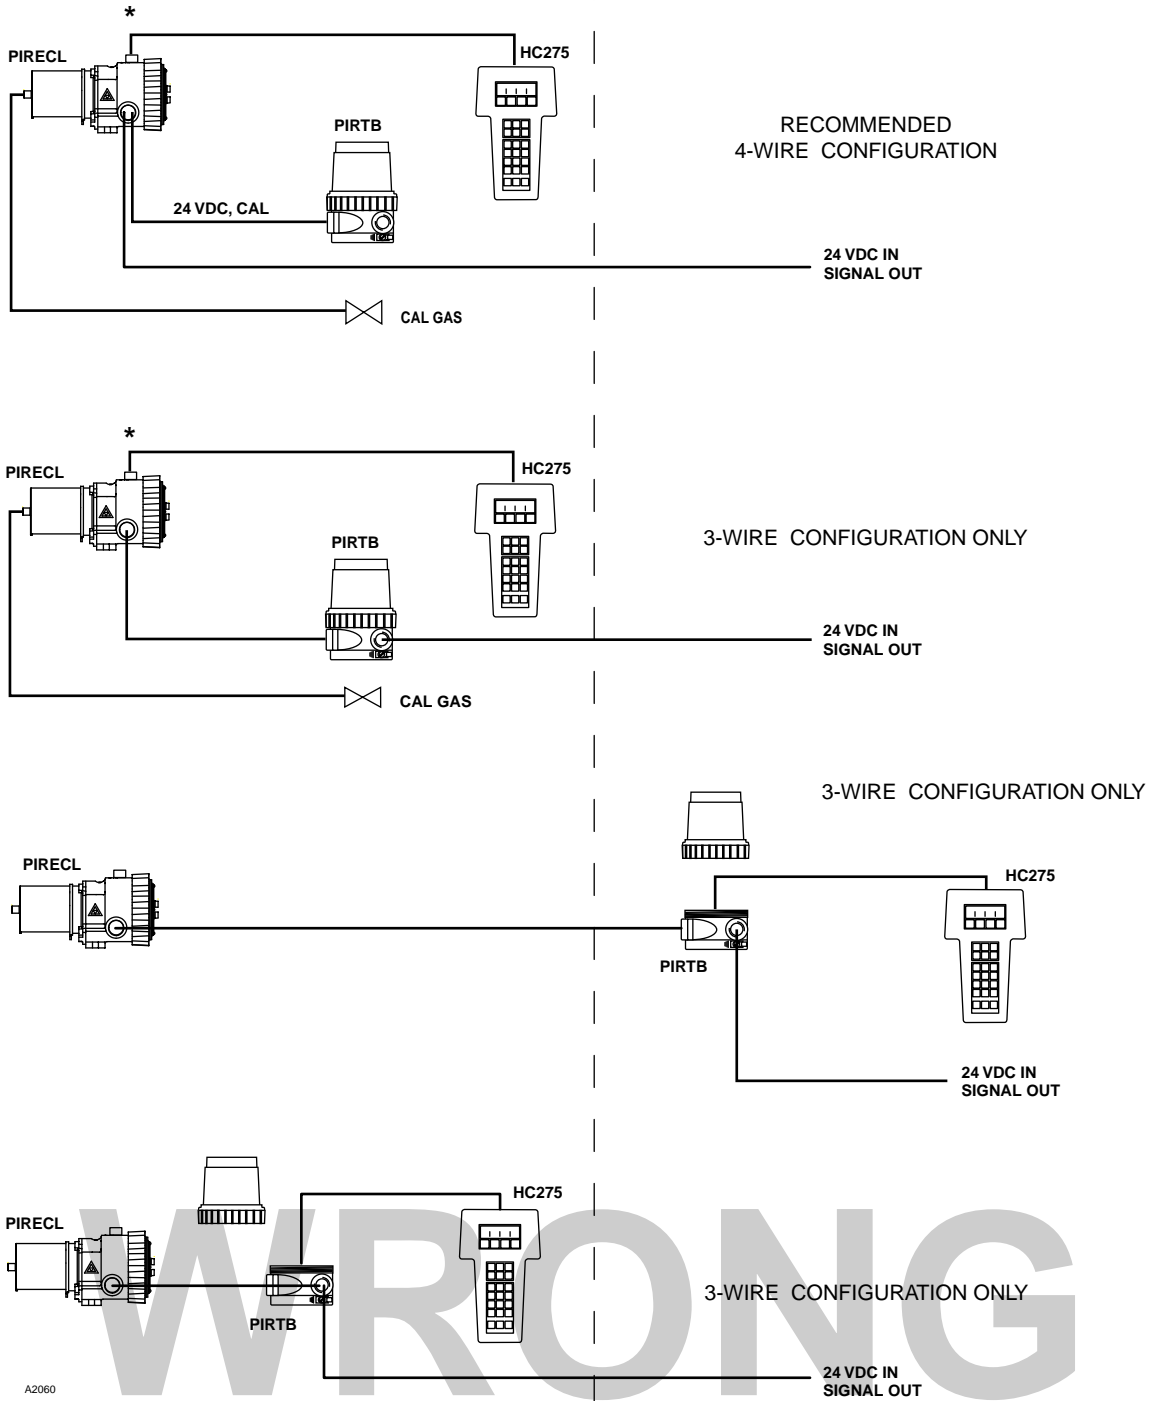 *
PIRECL
HC275
RECOMMENDED
4-WIRE CONFIGURATION
PIRTB
24 VDC, CAL
24 VDC IN
SIGNAL OUT
CAL GAS
*
PIRECL
HC275
3-WIRE CONFIGURATION ONLY
PIRTB
24 VDC IN
SIGNAL OUT
CAL GAS
3-WIRE CONFIGURATION ONLY
PIRECL
HC275
PIRTB
24 VDC IN
SIGNAL OUT
HC275
PIRECL
WRONG
3-WIRE CONFIGURATION ONLY
PIRTB
24 VDC IN
SIGNAL OUT
A2060